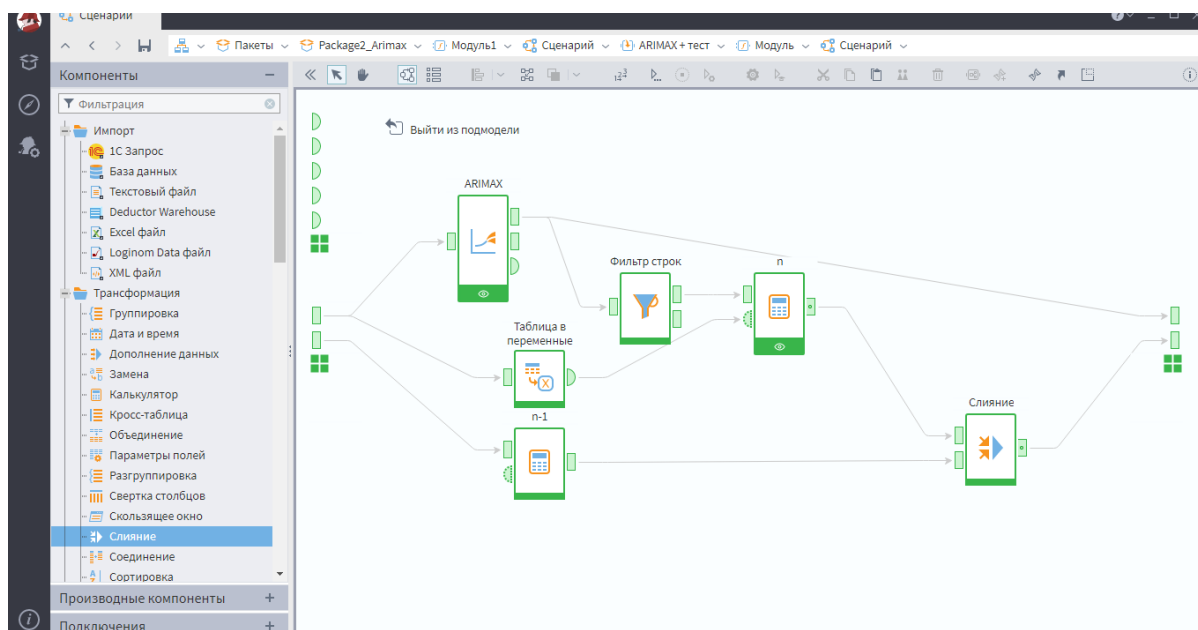 Сценарий
Пакеты
Package2_Arimax
Модуль1
Сценарий
ARIMAX + тест
Модуль
Сценарий
Компоненты
Фильтрация
Импорт
1C Запрос
База данных
Текстовый файл
Deductor Warehouse
Excel файл
Loginom Data файл
XML файл
Трансформация
Группировка
Дата и время
Дополнение данных
Замена
Калькулятор
Кросс-таблица
Объединение
Параметры полей
Разгруппировка
Свертка столбцов
Скользящее окно
Слияние
Соединение
Сортировка
Производные компоненты
Подключения
Выйти из подмодели
ARIMAX
Фильтр строк
n
Таблица в
переменные
n-1
Слияние